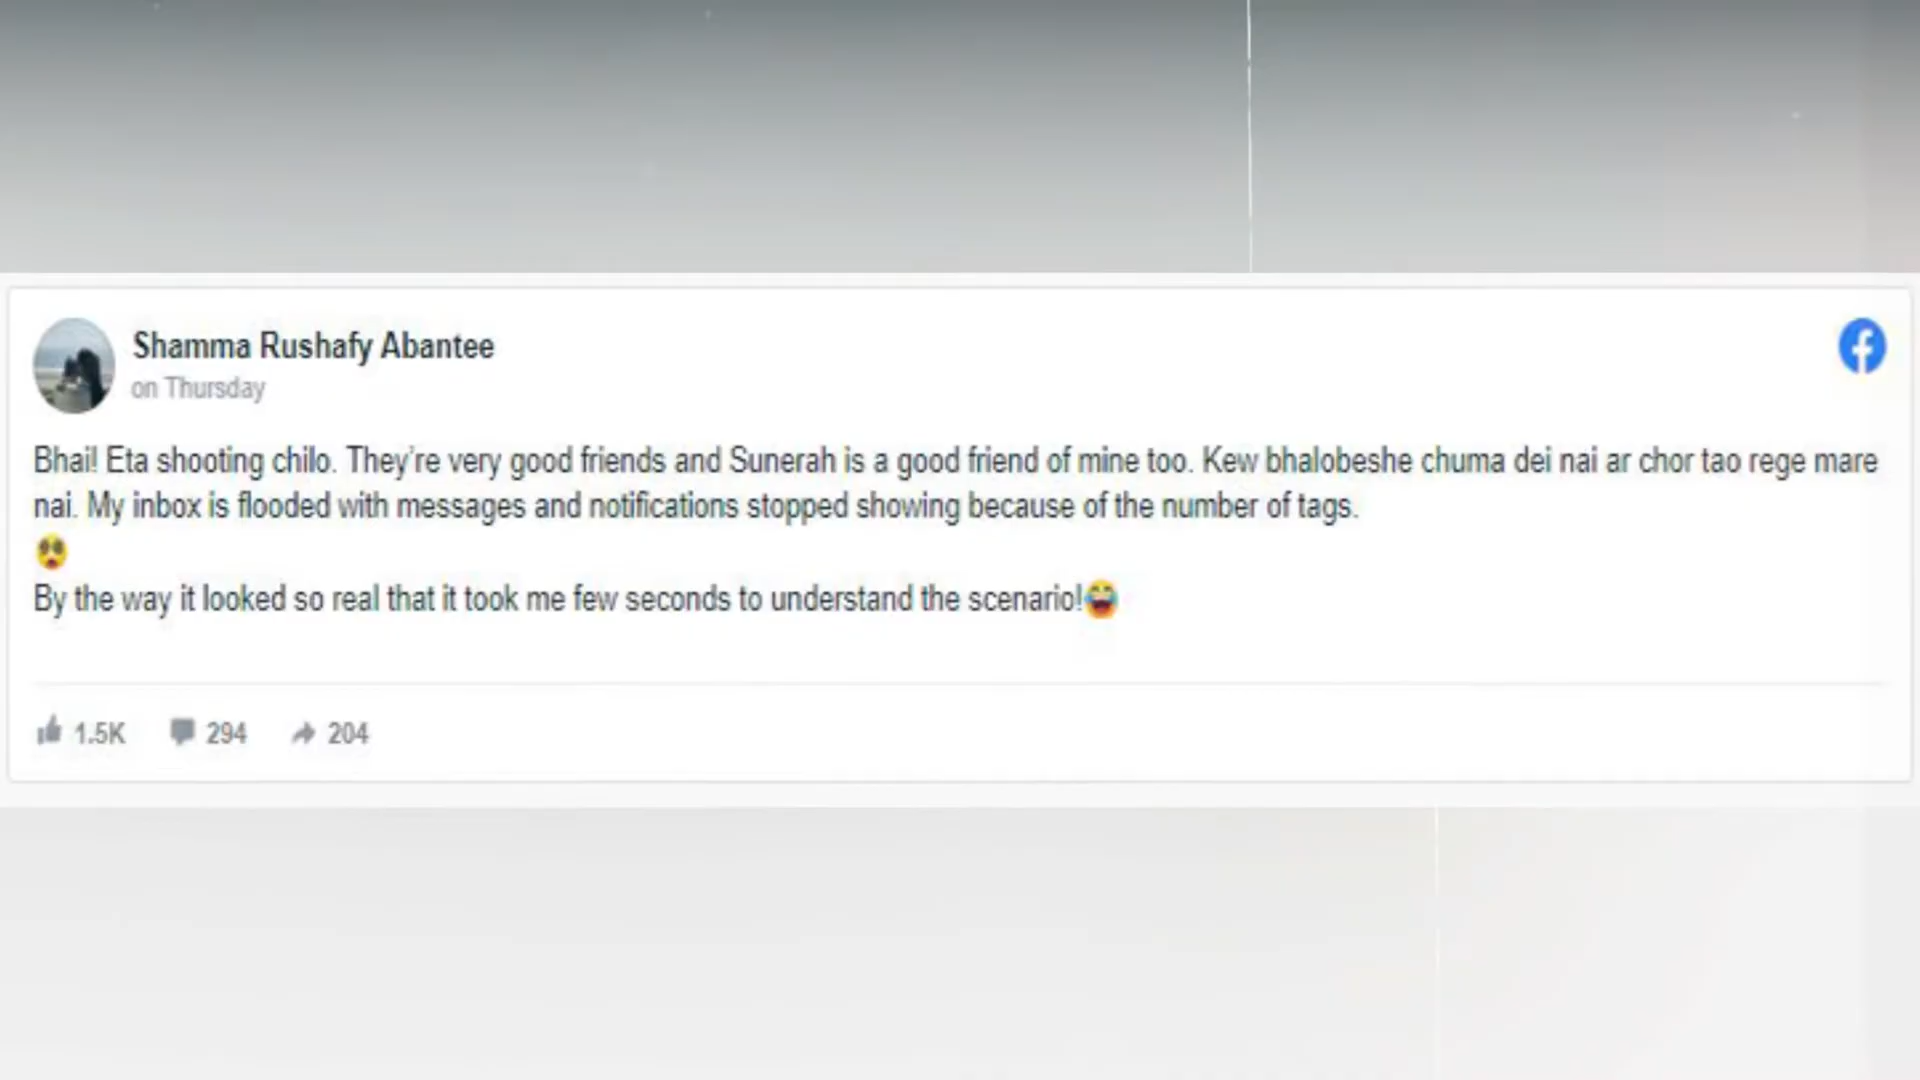 Shamma Rushafy Abantee
on Thursday
Bhai! Eta shooting chilo. They're very good friends and Sunerah is a good friend of mine too. Kew bhalobeshe chuma dei nai ar chor tao rege mare
nai. My inbox is flooded with messages and notifications stopped showing because of the number of tags.
😳
By the way it looked so real that it took me few seconds to understand the scenario!😂
1.5K 294 204